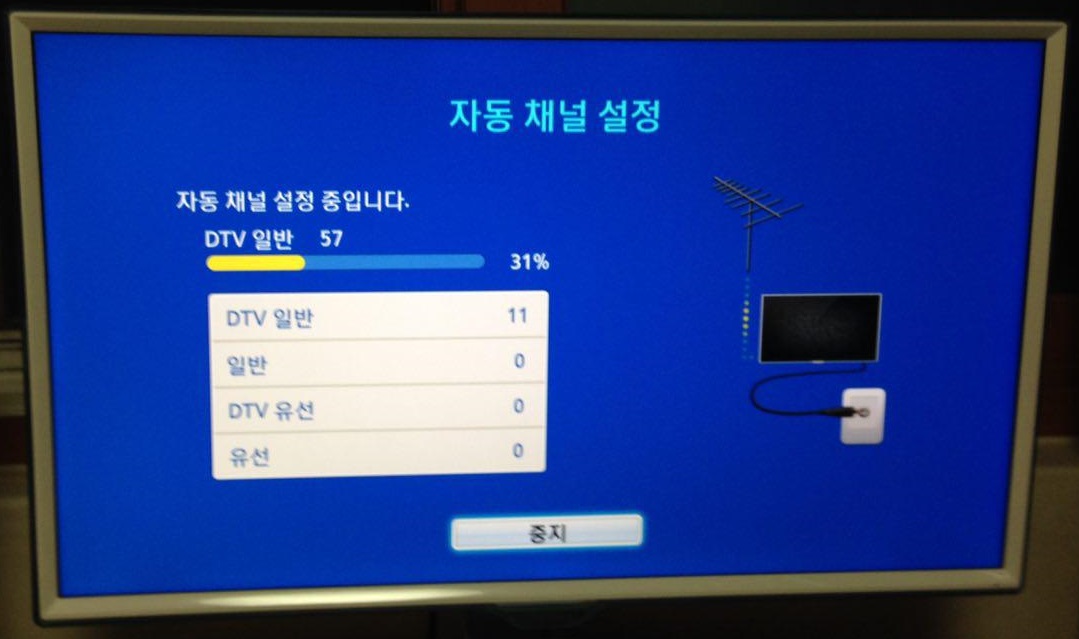 자동 채널 설정
자동 채널 설정 중입니다.
DTV 일반 57
31%
DTV 일반 11
일반 0
DTV 유선 0
유선 0
중지